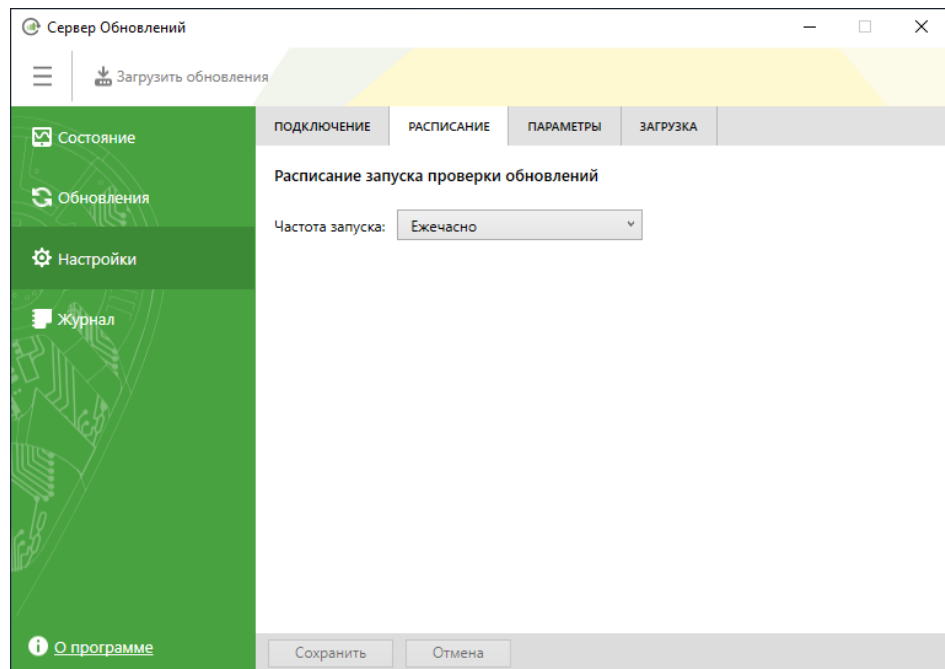 Сервер Обновлений
Загрузить обновления
Состояние
Обновления
Настройки
Журнал
О программе
ПОДКЛЮЧЕНИЕ РАСПИСАНИЕ ПАРАМЕТРЫ ЗАГРУЗКА
Расписание запуска проверки обновлений
Частота запуска: Ежечасно
Сохранить Отмена